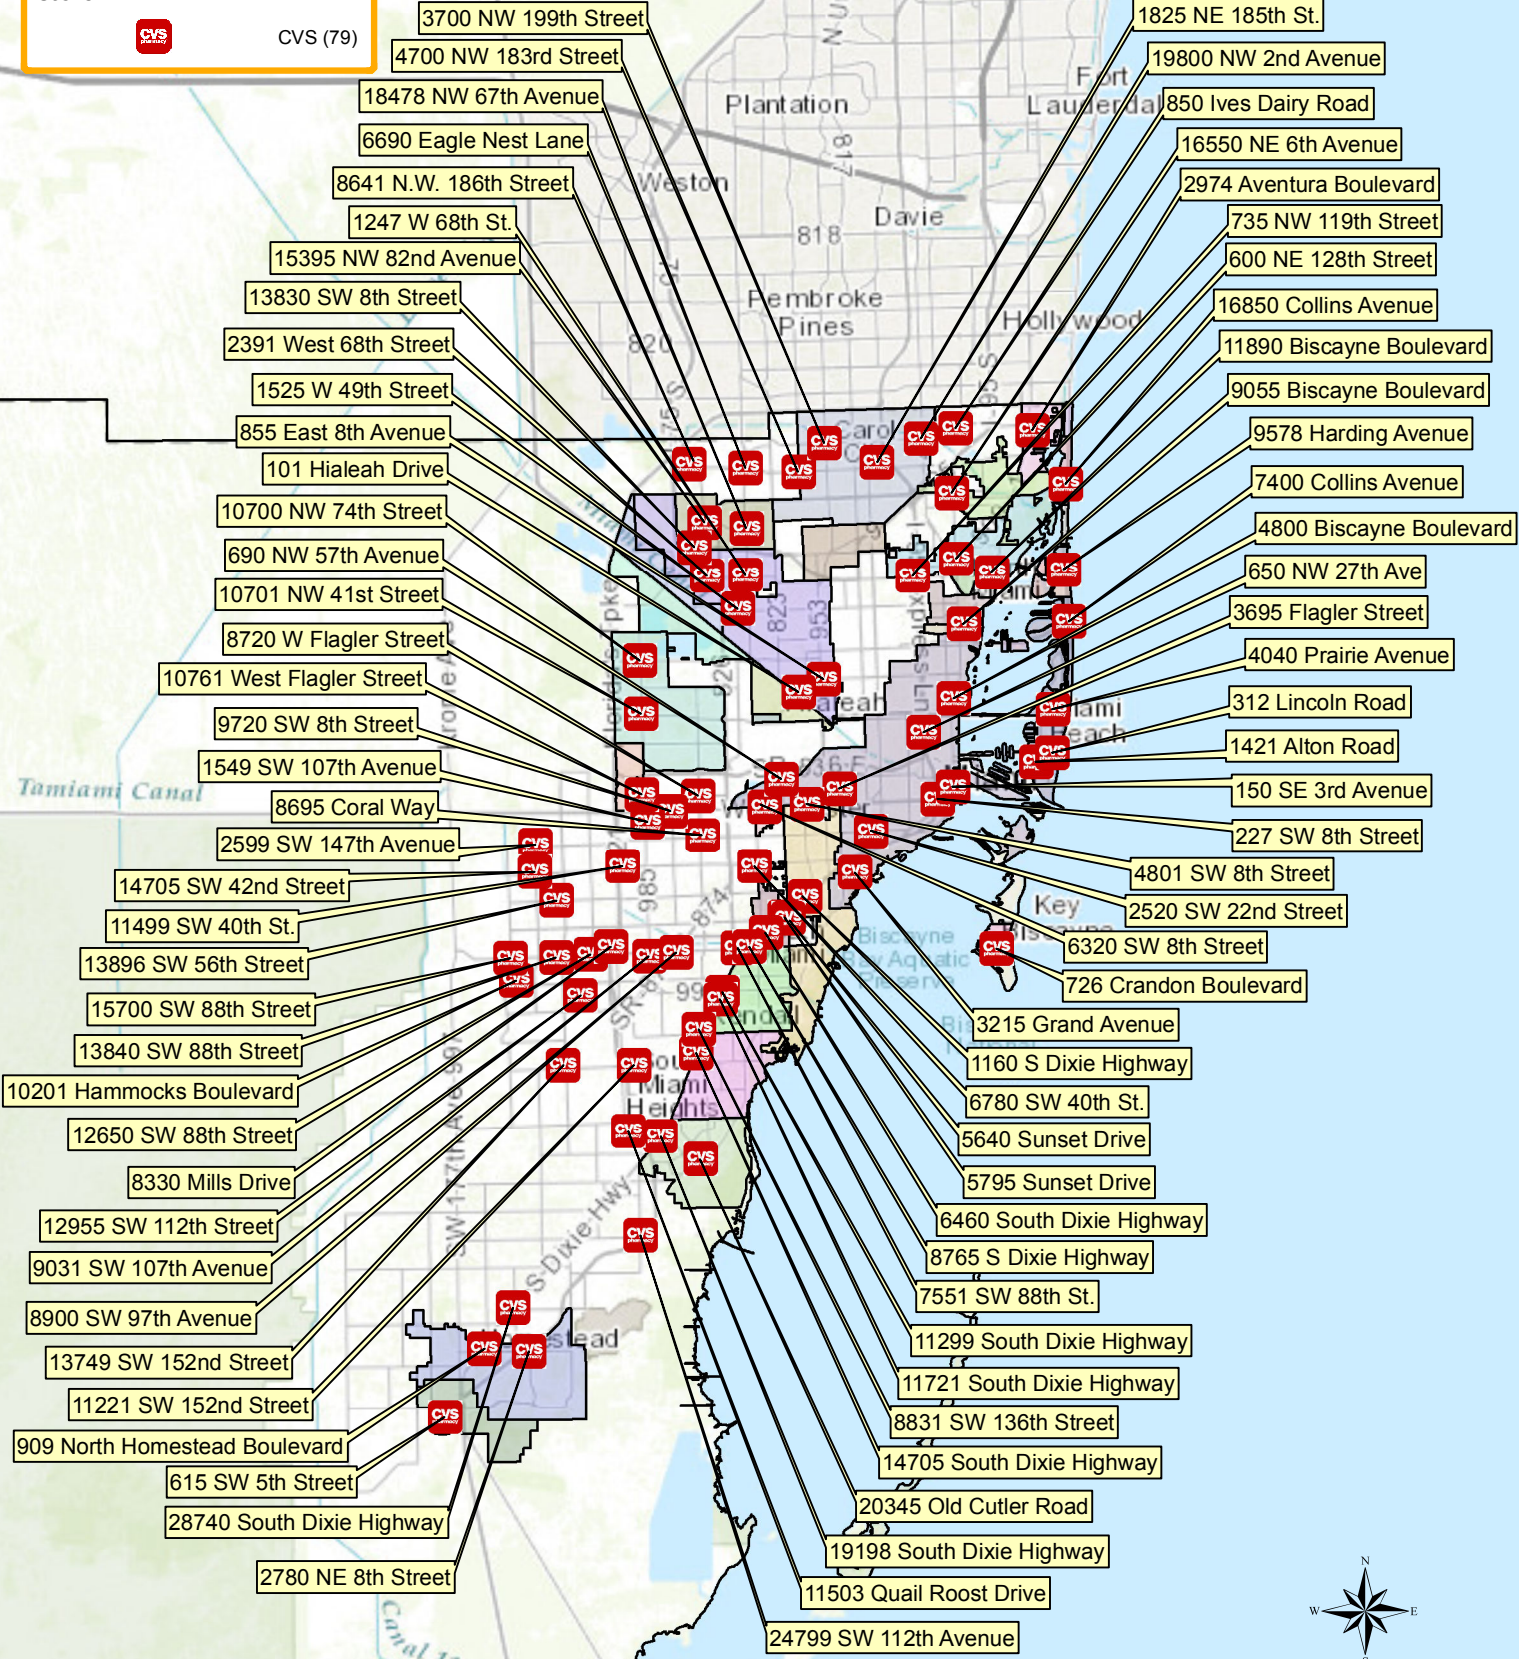 CVS pharmacy
CVS (79)
3700 NW 199th Street
4700 NW 183rd Street
18478 NW 67th Avenue
6690 Eagle Nest Lane
8641 N.W. 186th Street
1247 W 68th St.
15395 NW 82nd Avenue
13830 SW 8th Street
2391 West 68th Street
1525 W 49th Street
855 East 8th Avenue
101 Hialeah Drive
10700 NW 74th Street
690 NW 57th Avenue
10701 NW 41st Street
8720 W Flagler Street
10761 West Flagler Street
9720 SW 8th Street
1549 SW 107th Avenue
8695 Coral Way
2599 SW 147th Avenue
14705 SW 42nd Street
11499 SW 40th St.
13896 SW 56th Street
15700 SW 88th Street
13840 SW 88th Street
10201 Hammocks Boulevard
12650 SW 88th Street
8330 Mills Drive
12955 SW 112th Street
9031 SW 107th Avenue
8900 SW 97th Avenue
13749 SW 152nd Street
11221 SW 152nd Street
909 North Homestead Boulevard
615 SW 5th Street
28740 South Dixie Highway
2780 NE 8th Street
1825 NE 185th St.
19800 NW 2nd Avenue
850 Ives Dairy Road
16550 NE 6th Avenue
2974 Aventura Boulevard
735 NW 119th Street
600 NE 128th Street
16850 Collins Avenue
11890 Biscayne Boulevard
9055 Biscayne Boulevard
9578 Harding Avenue
7400 Collins Avenue
4800 Biscayne Boulevard
650 NW 27th Ave
3695 Flagler Street
4040 Prairie Avenue
312 Lincoln Road
1421 Alton Road
150 SE 3rd Avenue
227 SW 8th Street
4801 SW 8th Street
2520 SW 22nd Street
6320 SW 8th Street
726 Crandon Boulevard
3215 Grand Avenue
1160 S Dixie Highway
6780 SW 40th St.
5640 Sunset Drive
5795 Sunset Drive
6460 South Dixie Highway
8765 S Dixie Highway
7551 SW 88th St.
11299 South Dixie Highway
11721 South Dixie Highway
8831 SW 136th Street
14705 South Dixie Highway
20345 Old Cutler Road
19198 South Dixie Highway
11503 Quail Roost Drive
24799 SW 112th Avenue
Plantation
Fort
Weston
Davie
817
818
Pembroke
Pines
Hollywood
820
953
985
874
Tamiami Canal
Key
Biscayne
Biscayne
Bay Aquatic
Preserve
Miami
Heights
S-Dixie Hwy
Canal
N
W
E